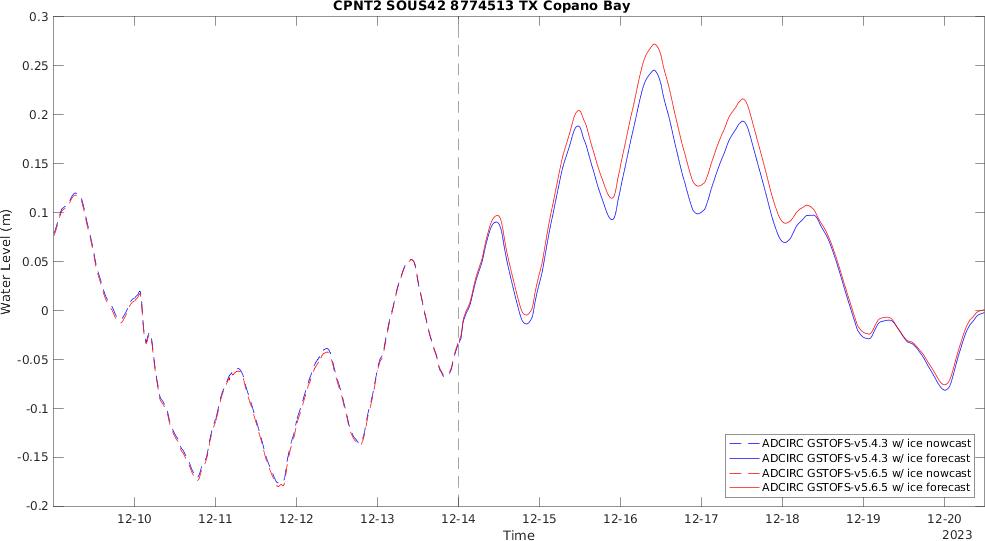 CPNT2 SOUS42 8774513 TX Copano Bay
0.3
0.25
0.2
0.15
0.1
0.05
0
-0.05
-0.1
-0.15
-0.2
Water Level (m)
ADCIRC GSTOFS-v5.4.3 w/ ice nowcast
ADCIRC GSTOFS-v5.4.3 w/ ice forecast
ADCIRC GSTOFS-v5.6.5 w/ ice nowcast
ADCIRC GSTOFS-v5.6.5 w/ ice forecast
12-10 12-11 12-12 12-13 12-14 12-15 12-16 12-17 12-18 12-19 12-20
Time
2023